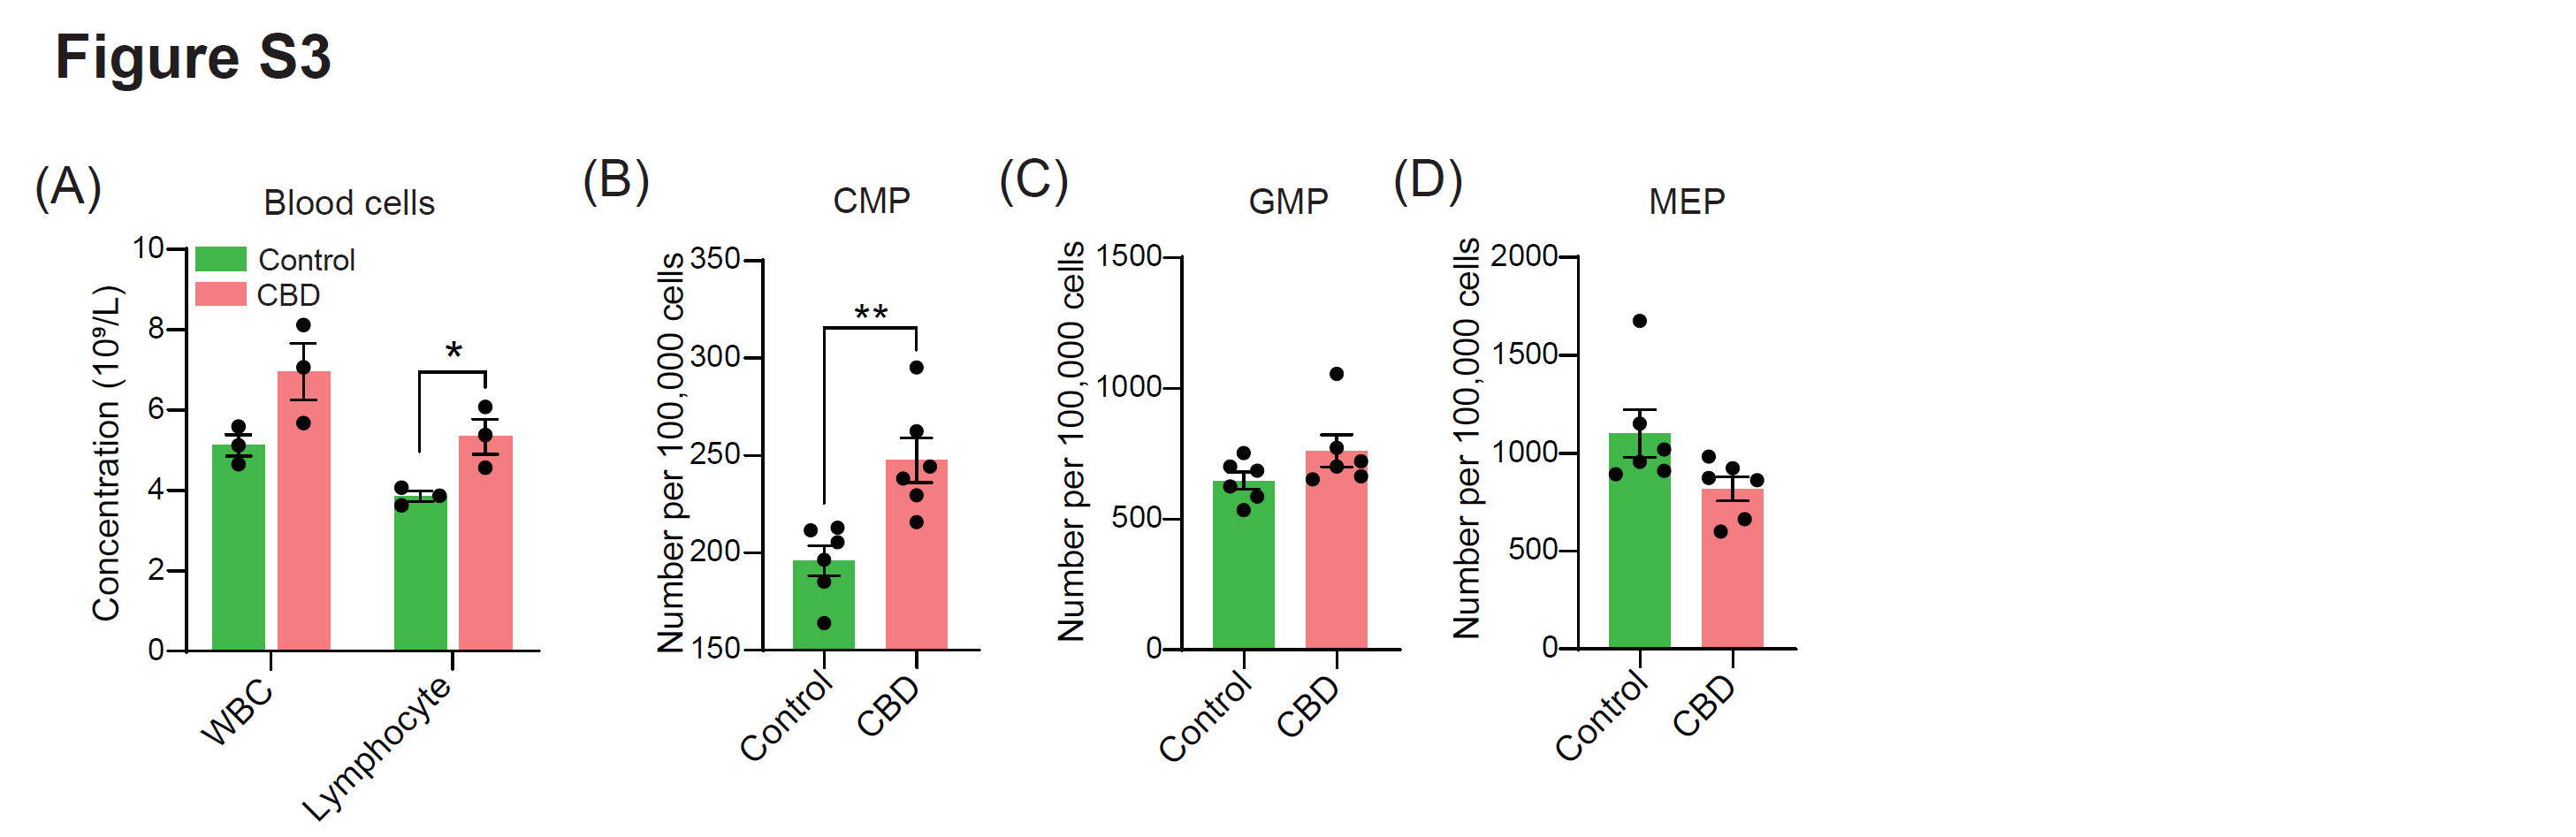 Figure S3
(A)
Blood cells
Concentration (10⁹/L)
10
8
6
4
2
0
Control
CBD
*
WBC
Lymphocyte
(B)
CMP
Number per 100,000 cells
350
300
250
200
150
**
Control
CBD
(C)
GMP
Number per 100,000 cells
1500
1000
500
0
Control
CBD
(D)
MEP
Number per 100,000 cells
2000
1500
1000
500
0
Control
CBD